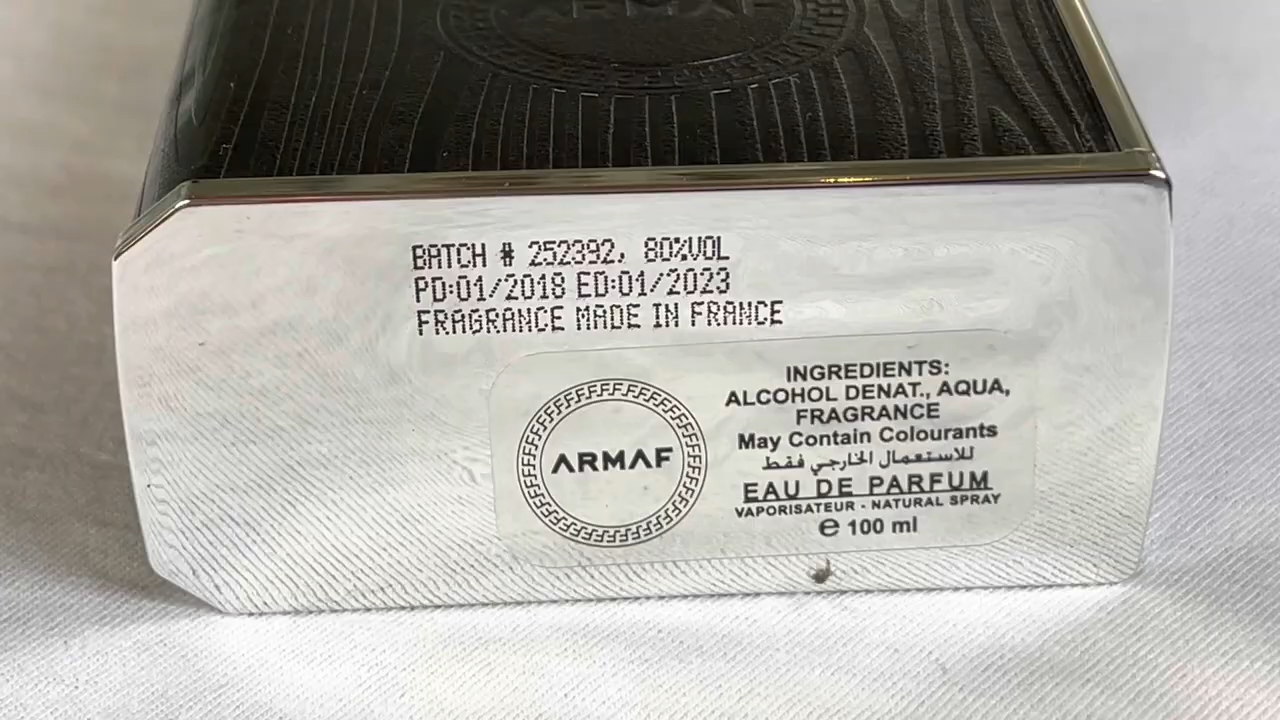 ARMAF
BATCH # 252392, 80%VOL
PD:01/2018 ED:01/2023
FRAGRANCE MADE IN FRANCE
ARMAF
INGREDIENTS:
ALCOHOL DENAT., AQUA,
FRAGRANCE
May Contain Colourants
للاستعمال الخارجي فقط
EAU DE PARFUM
VAPORISATEUR - NATURAL SPRAY
℮ 100 ml